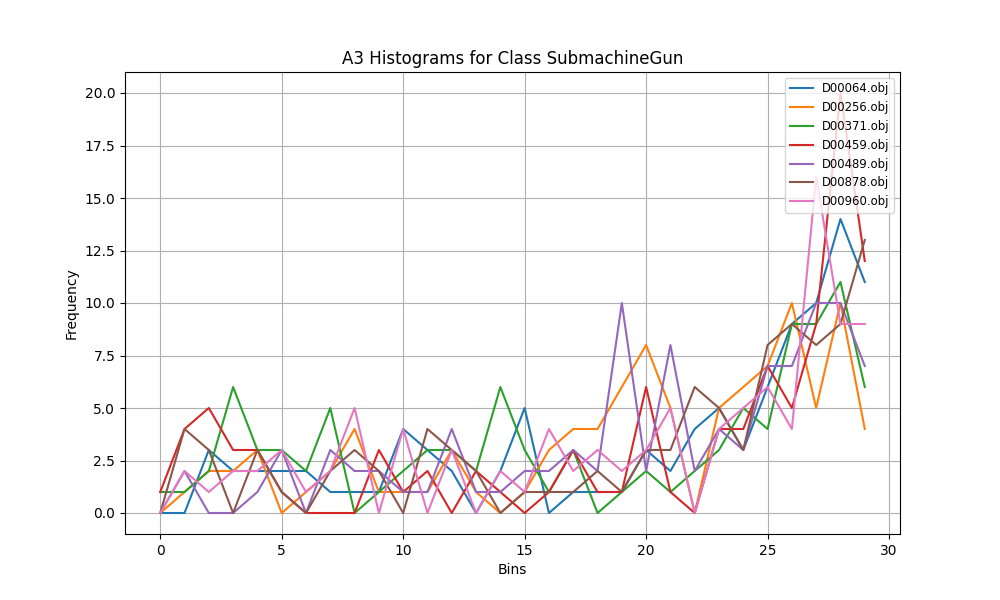 A3 Histograms for Class SubmachineGun
20.0
17.5
15.0
12.5
10.0
7.5
5.0
2.5
0.0
Frequency
0 5 10 15 20 25 30
Bins
D00064.obj
D00256.obj
D00371.obj
D00459.obj
D00489.obj
D00878.obj
D00960.obj